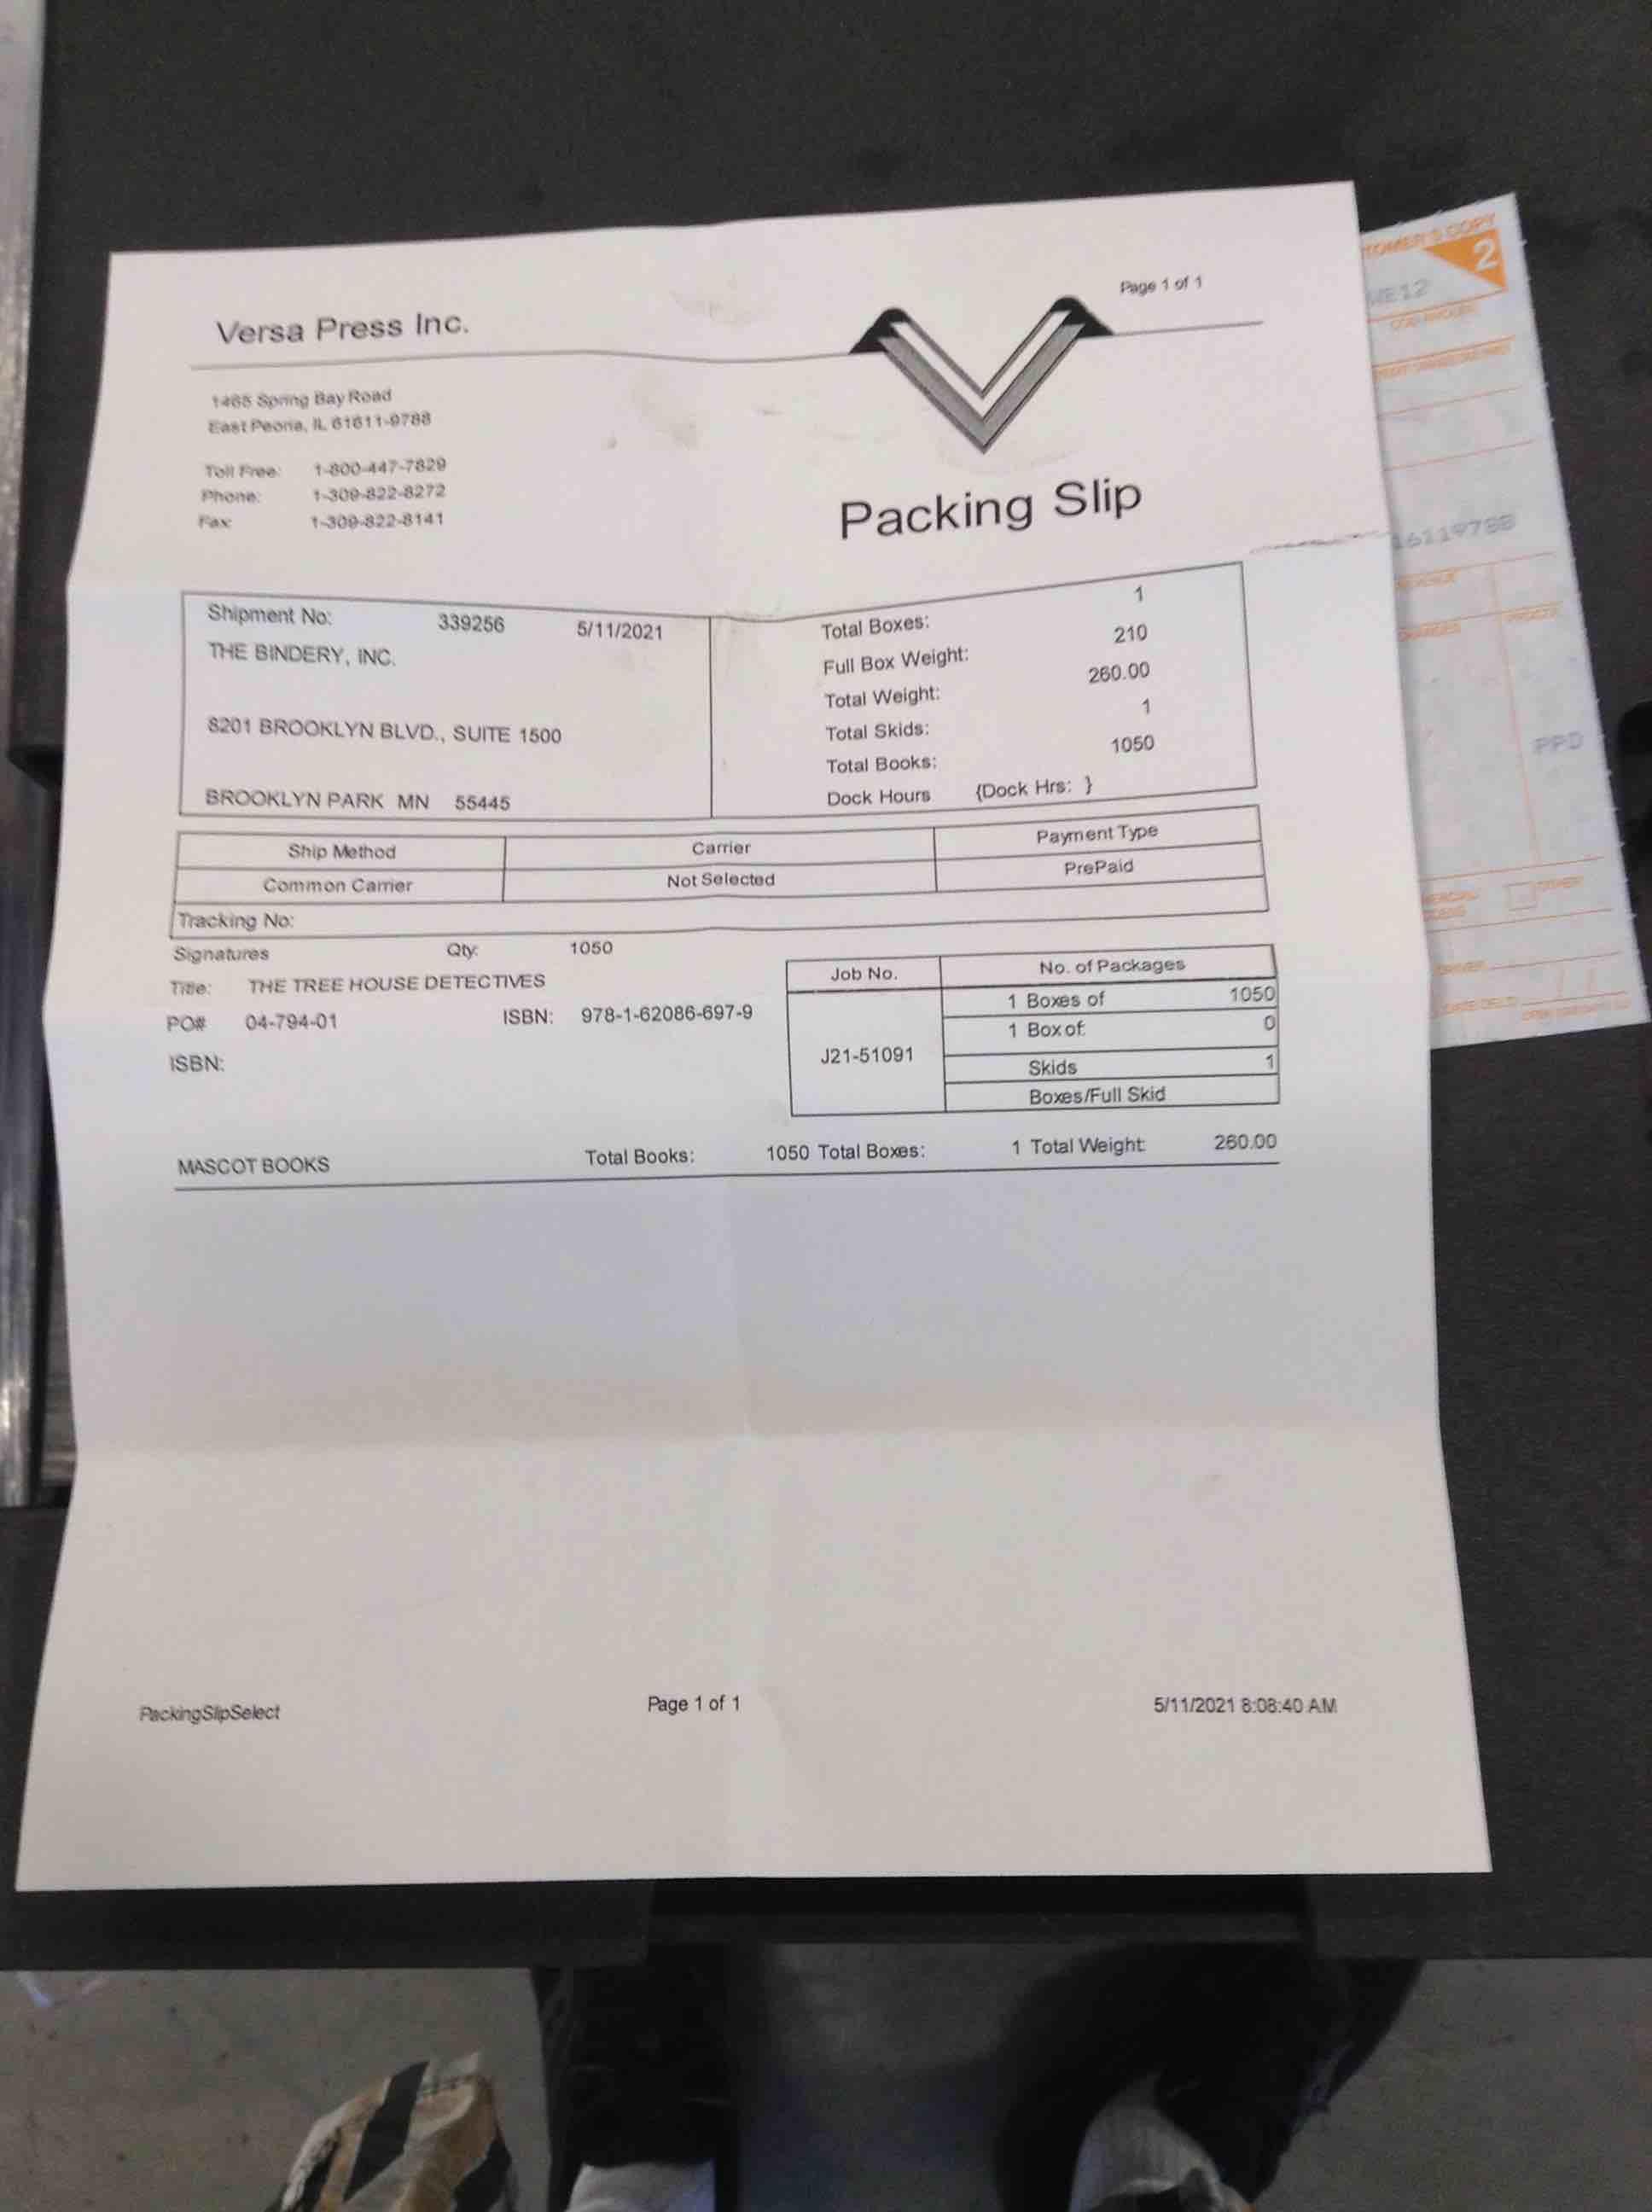 Page 1 of 1
Versa Press Inc.
1465 Spring Bay Road
East Peoria, IL 61611-9788
Toll Free: 1-800-447-7829
Phone: 1-309-822-8272
Fax: 1-309-822-8141
Packing Slip
Shipment No: 339256 5/11/2021
THE BINDERY, INC.
8201 BROOKLYN BLVD., SUITE 1500
BROOKLYN PARK MN 55445
Total Boxes: 1
Full Box Weight: 210
Total Weight: 260.00
Total Skids: 1
Total Books: 1050
Dock Hours {Dock Hrs: }
Ship Method Carrier Payment Type
Common Carrier Not Selected PrePaid
Tracking No:
Signatures Qty: 1050
Title: THE TREE HOUSE DETECTIVES
PO# 04-794-01 ISBN: 978-1-62086-697-9
ISBN:
Job No. No. of Packages
J21-51091
1 Boxes of 1050
1 Box of: 0
Skids 1
Boxes/Full Skid
MASCOT BOOKS Total Books: 1050 Total Boxes: 1 Total Weight: 260.00
PackingSlipSelect Page 1 of 1 5/11/2021 8:08:40 AM
COPY
2
PPD
OTHER